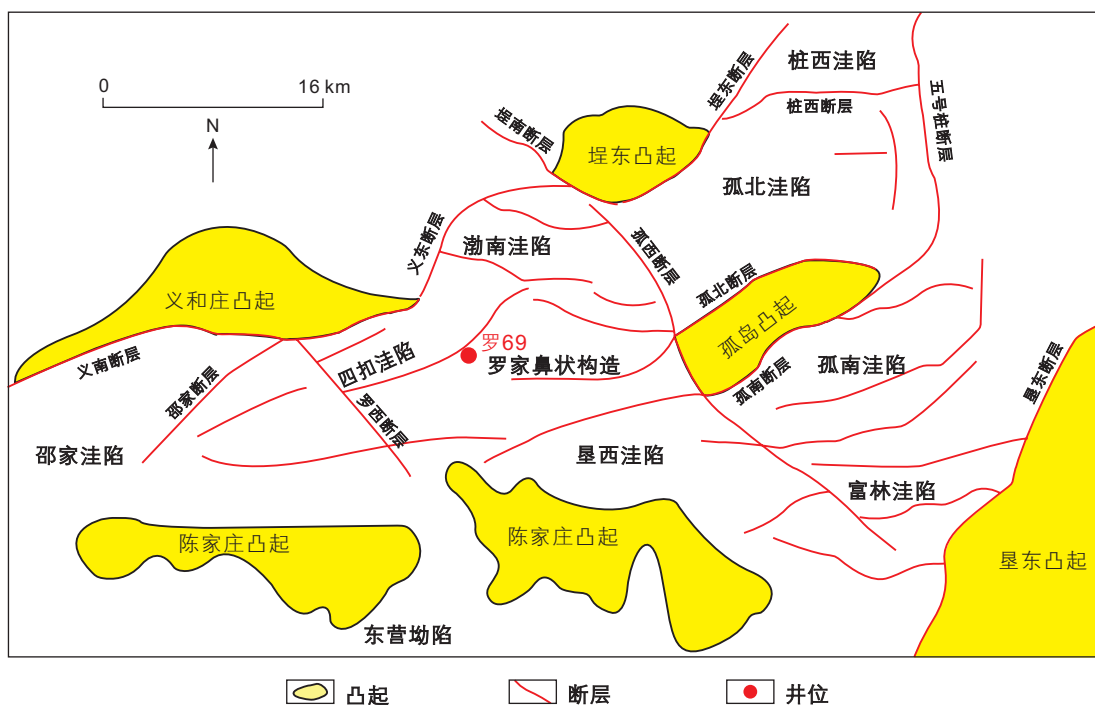 0
16 km
N
桩西洼陷
埕东断层
桩西断层
五号桩断层
埕南断层
埕东凸起
孤北洼陷
义东断层
渤南洼陷
孤西断层
孤北断层
义和庄凸起
孤岛凸起
罗69
四扣洼陷
罗家鼻状构造
孤南洼陷
孤南断层
垦东断层
义南断层
邵家断层
罗西断层
邵家洼陷
垦西洼陷
富林洼陷
陈家庄凸起
陈家庄凸起
垦东凸起
东营坳陷
凸起
断层
井位